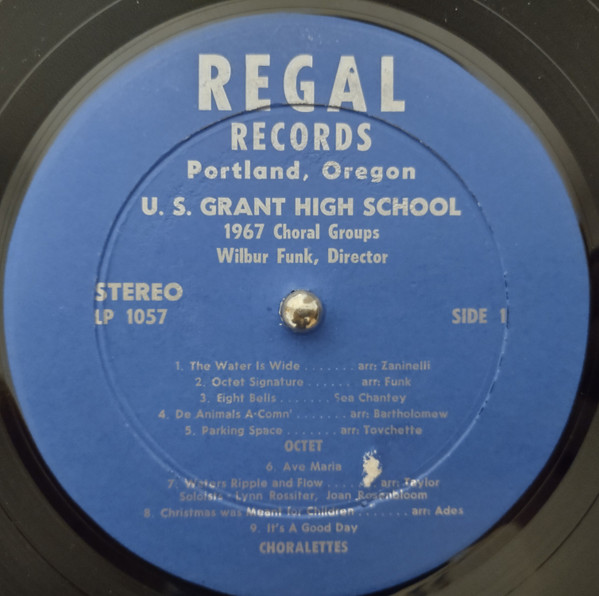 REGAL
RECORDS
Portland, Oregon
U. S. GRANT HIGH SCHOOL
1967 Choral Groups
Wilbur Funk, Director
STEREO
LP 1057
SIDE 1
1. The Water Is Wide . . . . . . . arr: Zaninelli
2. Octet Signature . . . . . . arr: Funk
3. Eight Bells . . . . . . . Sea Chantey
4. De Animals A-Comn' . . . . . . . arr: Bartholomew
5. Parking Space . . . . . . . arr: Tovchette
OCTET
6. Ave Maria
7. Waters Ripple and Flow . . . . . arr: Taylor
Soloists - Lynn Rossiter, Joan Rosenbloom
8. Christmas was Meant for Children . . . . . . . arr: Ades
9. It's A Good Day
CHORALETTES